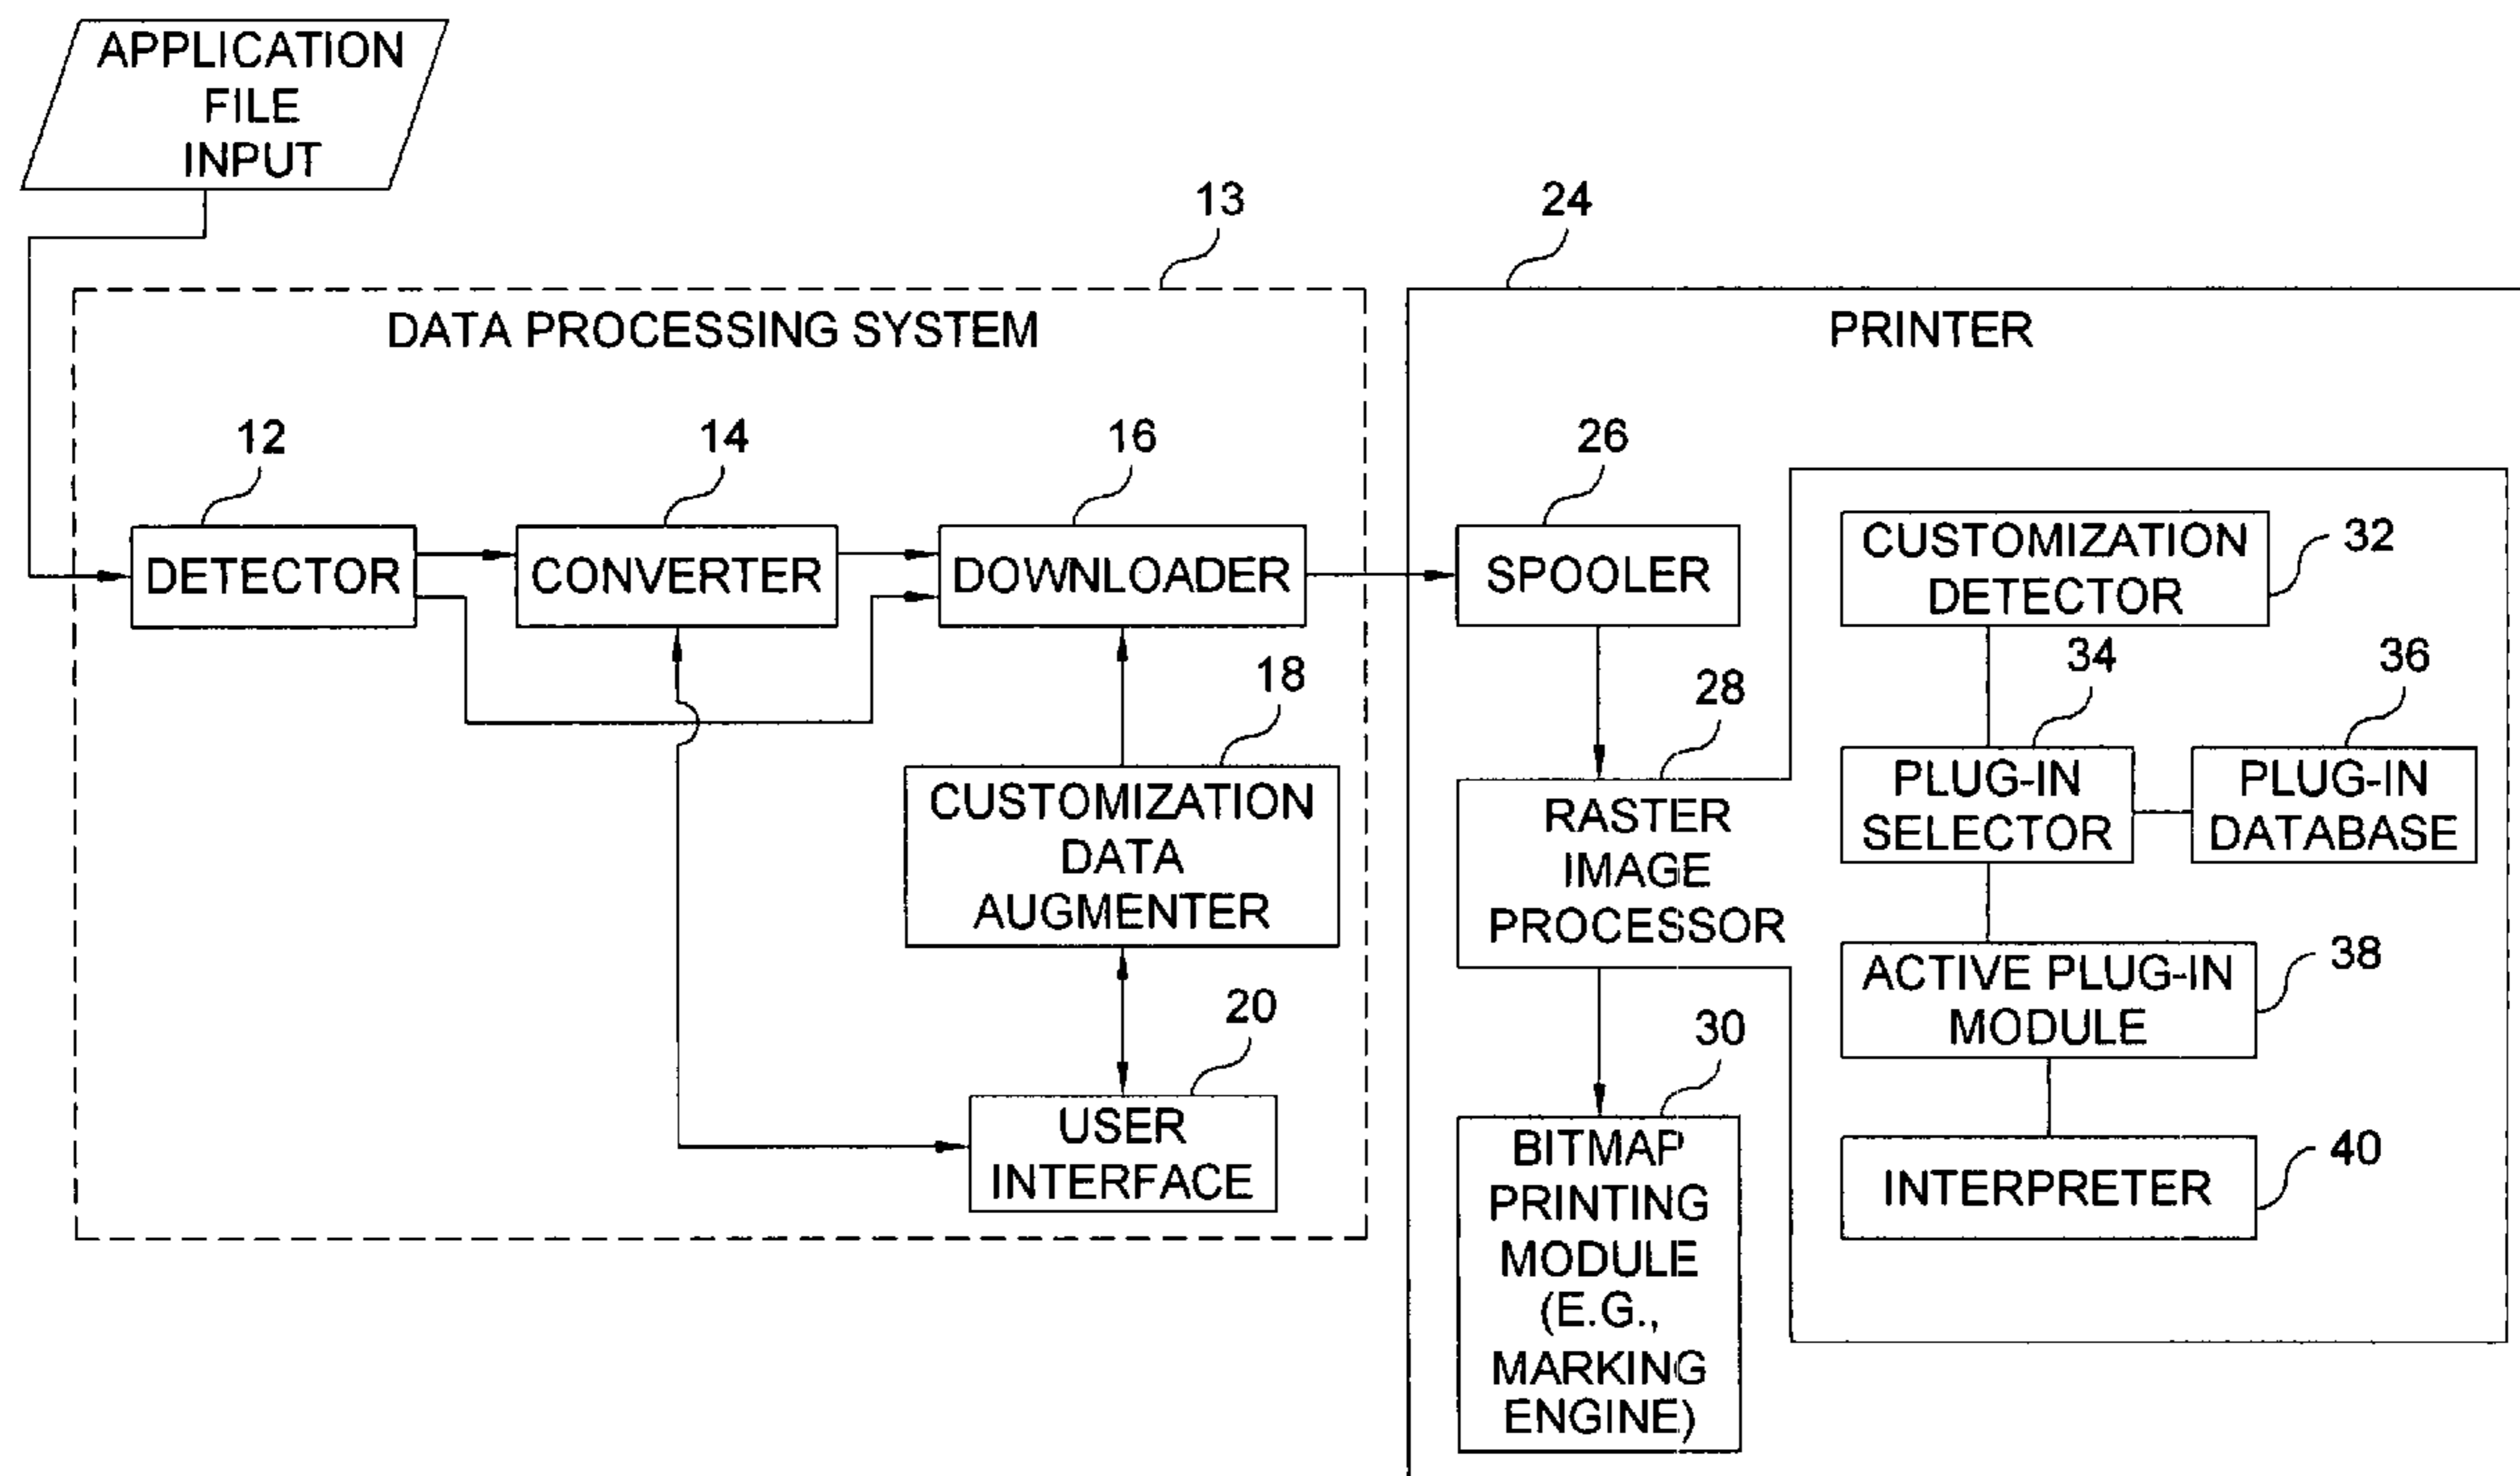 APPLICATION
FILE
INPUT
13
24
DATA PROCESSING SYSTEM
PRINTER
12
14
16
26
DETECTOR
CONVERTER
DOWNLOADER
SPOOLER
CUSTOMIZATION
DETECTOR
32
18
28
34
36
CUSTOMIZATION
DATA
AUGMENTER
RASTER
IMAGE
PROCESSOR
PLUG-IN
SELECTOR
PLUG-IN
DATABASE
ACTIVE PLUG-IN
MODULE
38
20
30
USER
INTERFACE
BITMAP
PRINTING
MODULE
(E.G.,
MARKING
ENGINE)
INTERPRETER
40